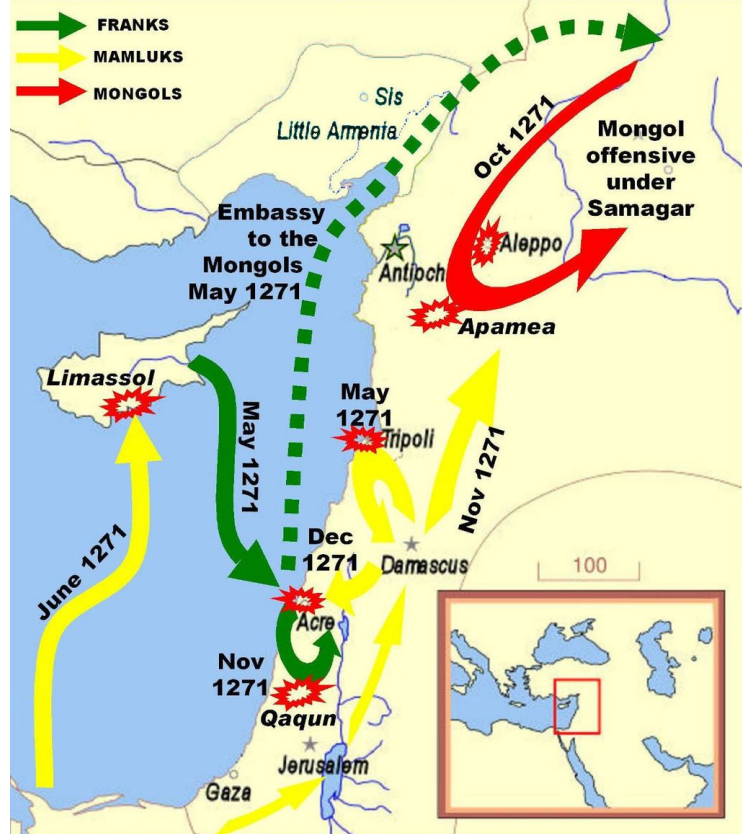 FRANKS
MAMLUKS
MONGOLS
Sis
Little Armenia
Oct 1271
Mongol
offensive
under
Samagar
Embassy
to the
Mongols
May 1271
Aleppo
Antioch
Apamea
Limassol
May 1271
May
1271
Tripoli
Nov 1271
June 1271
Dec
1271
Damascus
100
Acre
Nov
1271
Qaqun
Jerusalem
Gaza